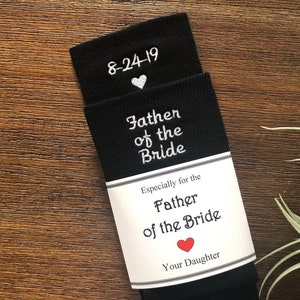 8-24-19
Father
of the
Bride
Especially for the
Father
of the Bride
Your Daughter